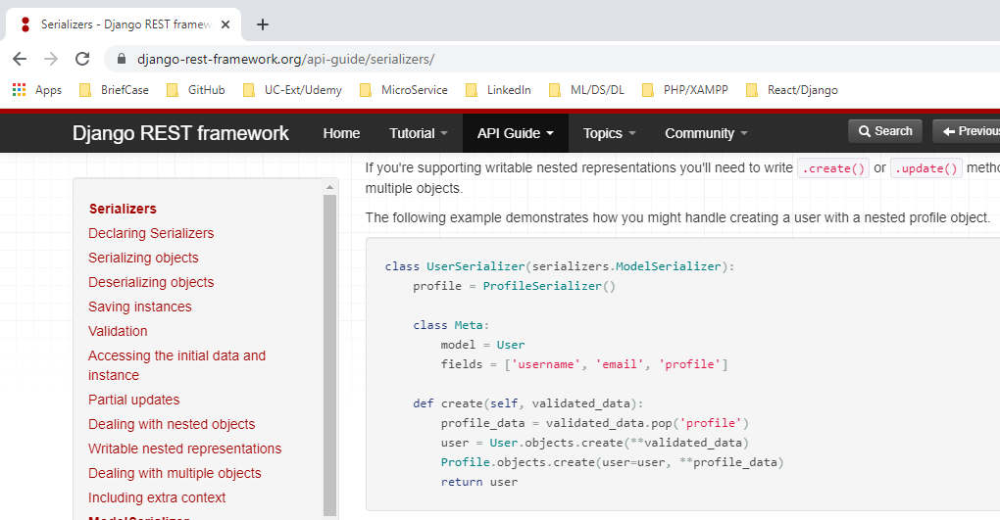 Serializers - Django REST framew
django-rest-framework.org/api-guide/serializers/
Apps BriefCase GitHub UC-Ext/Udemy MicroService LinkedIn ML/DS/DL PHP/XAMPP React/Django
Django REST framework Home Tutorial API Guide Topics Community Search Previou
If you're supporting writable nested representations you'll need to write .create() or .update() metho
multiple objects.
The following example demonstrates how you might handle creating a user with a nested profile object.
Serializers
Declaring Serializers
Serializing objects
Deserializing objects
Saving instances
Validation
Accessing the initial data and
instance
Partial updates
Dealing with nested objects
Writable nested representations
Dealing with multiple objects
Including extra context
ModelSerializer
class UserSerializer(serializers.ModelSerializer):
    profile = ProfileSerializer()
    class Meta:
        model = User
        fields = ['username', 'email', 'profile']
    def create(self, validated_data):
        profile_data = validated_data.pop('profile')
        user = User.objects.create(**validated_data)
        Profile.objects.create(user=user, **profile_data)
        return user